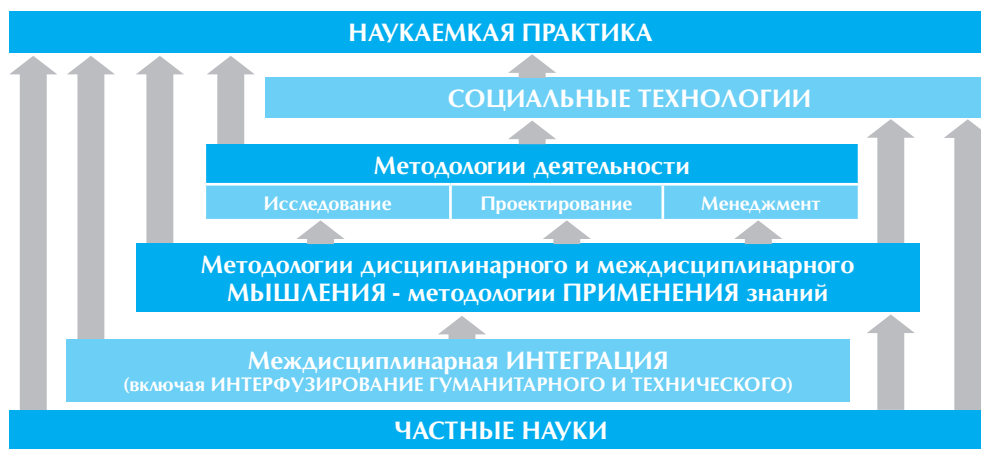 НАУКАЕМКАЯ ПРАКТИКА
СОЦИАЛЬНЫЕ ТЕХНОЛОГИИ
Методологии деятельности
Исследование
Проектирование
Менеджмент
Методологии дисциплинарного и междисциплинарного
МЫШЛЕНИЯ - методологии ПРИМЕНЕНИЯ знаний
Междисциплинарная ИНТЕГРАЦИЯ
(включая ИНТЕРФУЗИРОВАНИЕ ГУМАНИТАРНОГО И ТЕХНИЧЕСКОГО)
ЧАСТНЫЕ НАУКИ